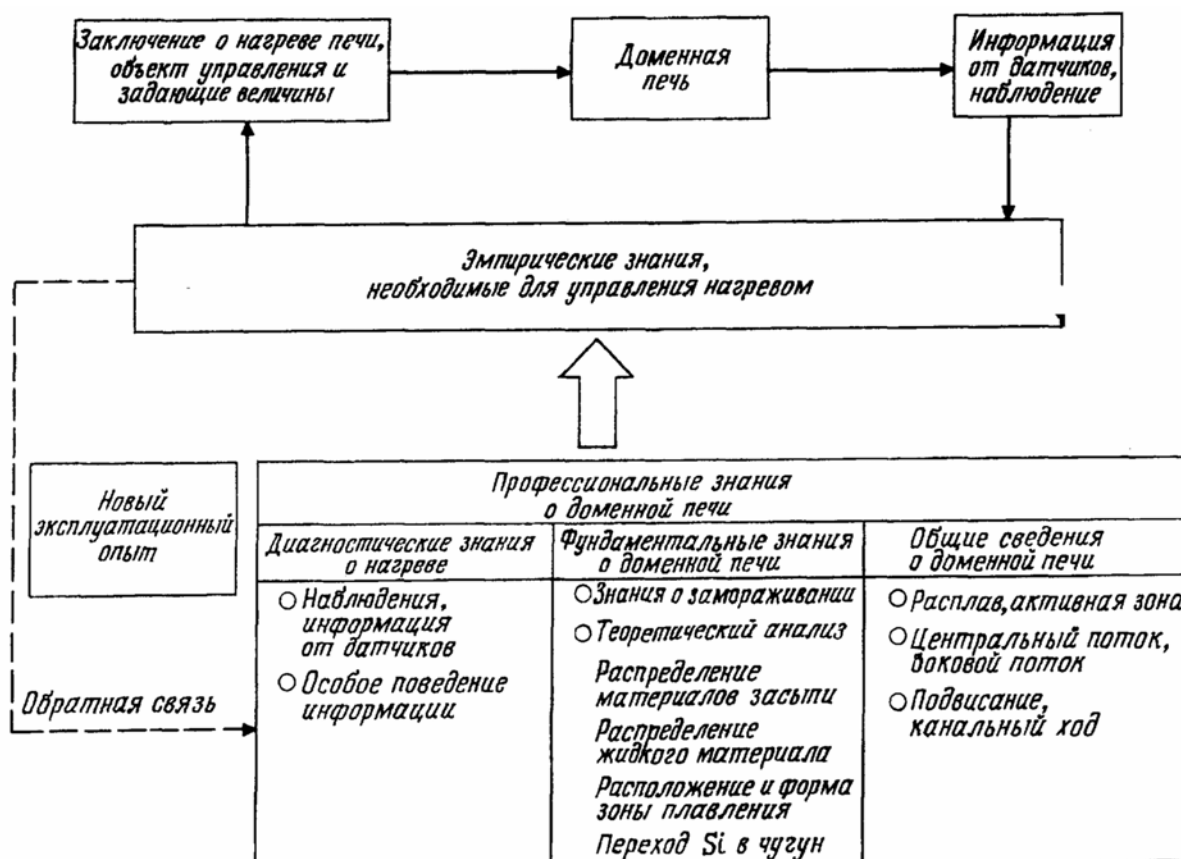 Заключение о нагреве печи,
объект управления и
задающие величины
Доменная
печь
Информация
от датчиков,
наблюдение
Эмпирические знания,
необходимые для управления нагревом
Новый
эксплуатационный
опыт
Обратная связь
Профессиональные знания
о доменной печи
Диагностические знания
о нагреве
○ Наблюдения,
информация
от датчиков
○ Особое поведение
информации
Фундаментальные знания
о доменной печи
○ Знания о замораживании
○ Теоретический анализ
Распределение
материалов засыпи
Распределение
жидкого материала
Расположение и форма
зоны плавления
Переход Si в чугун
Общие сведения
о доменной печи
○ Расплав, активная зона
○ Центральный поток,
боковой поток
○ Подвисание,
канальный ход